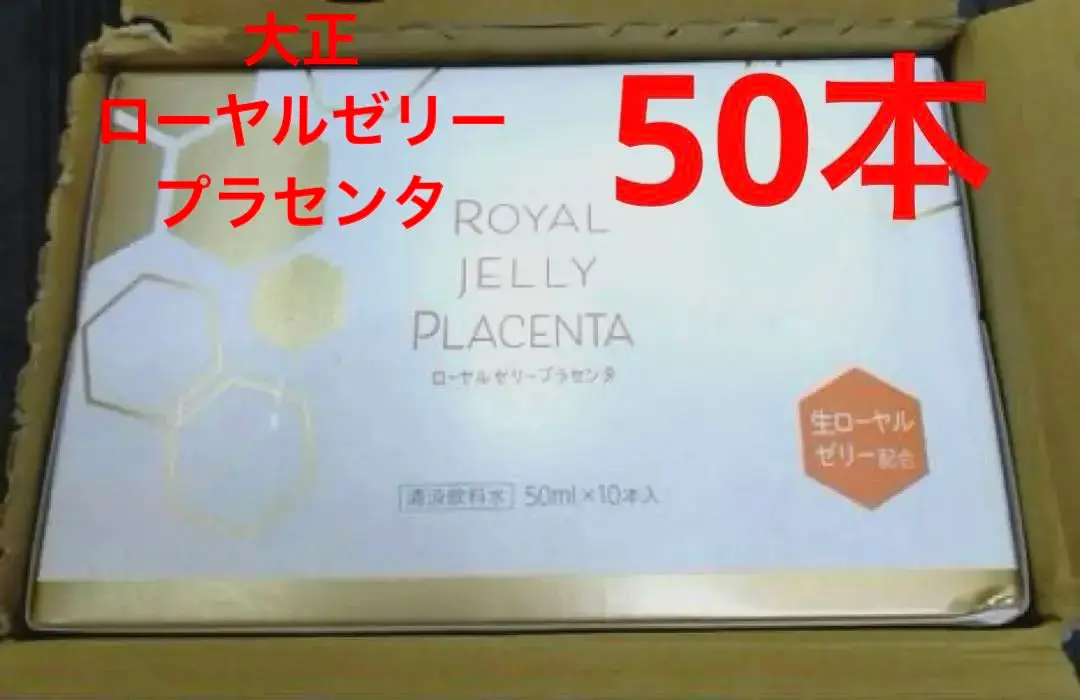 大正
ローヤルゼリー
プラセンタ
50本
ROYAL
JELLY
PLACENTA
ローヤルゼリープラセンタ
生ローヤル
ゼリー配合
清涼飲料水 50ml×10本入